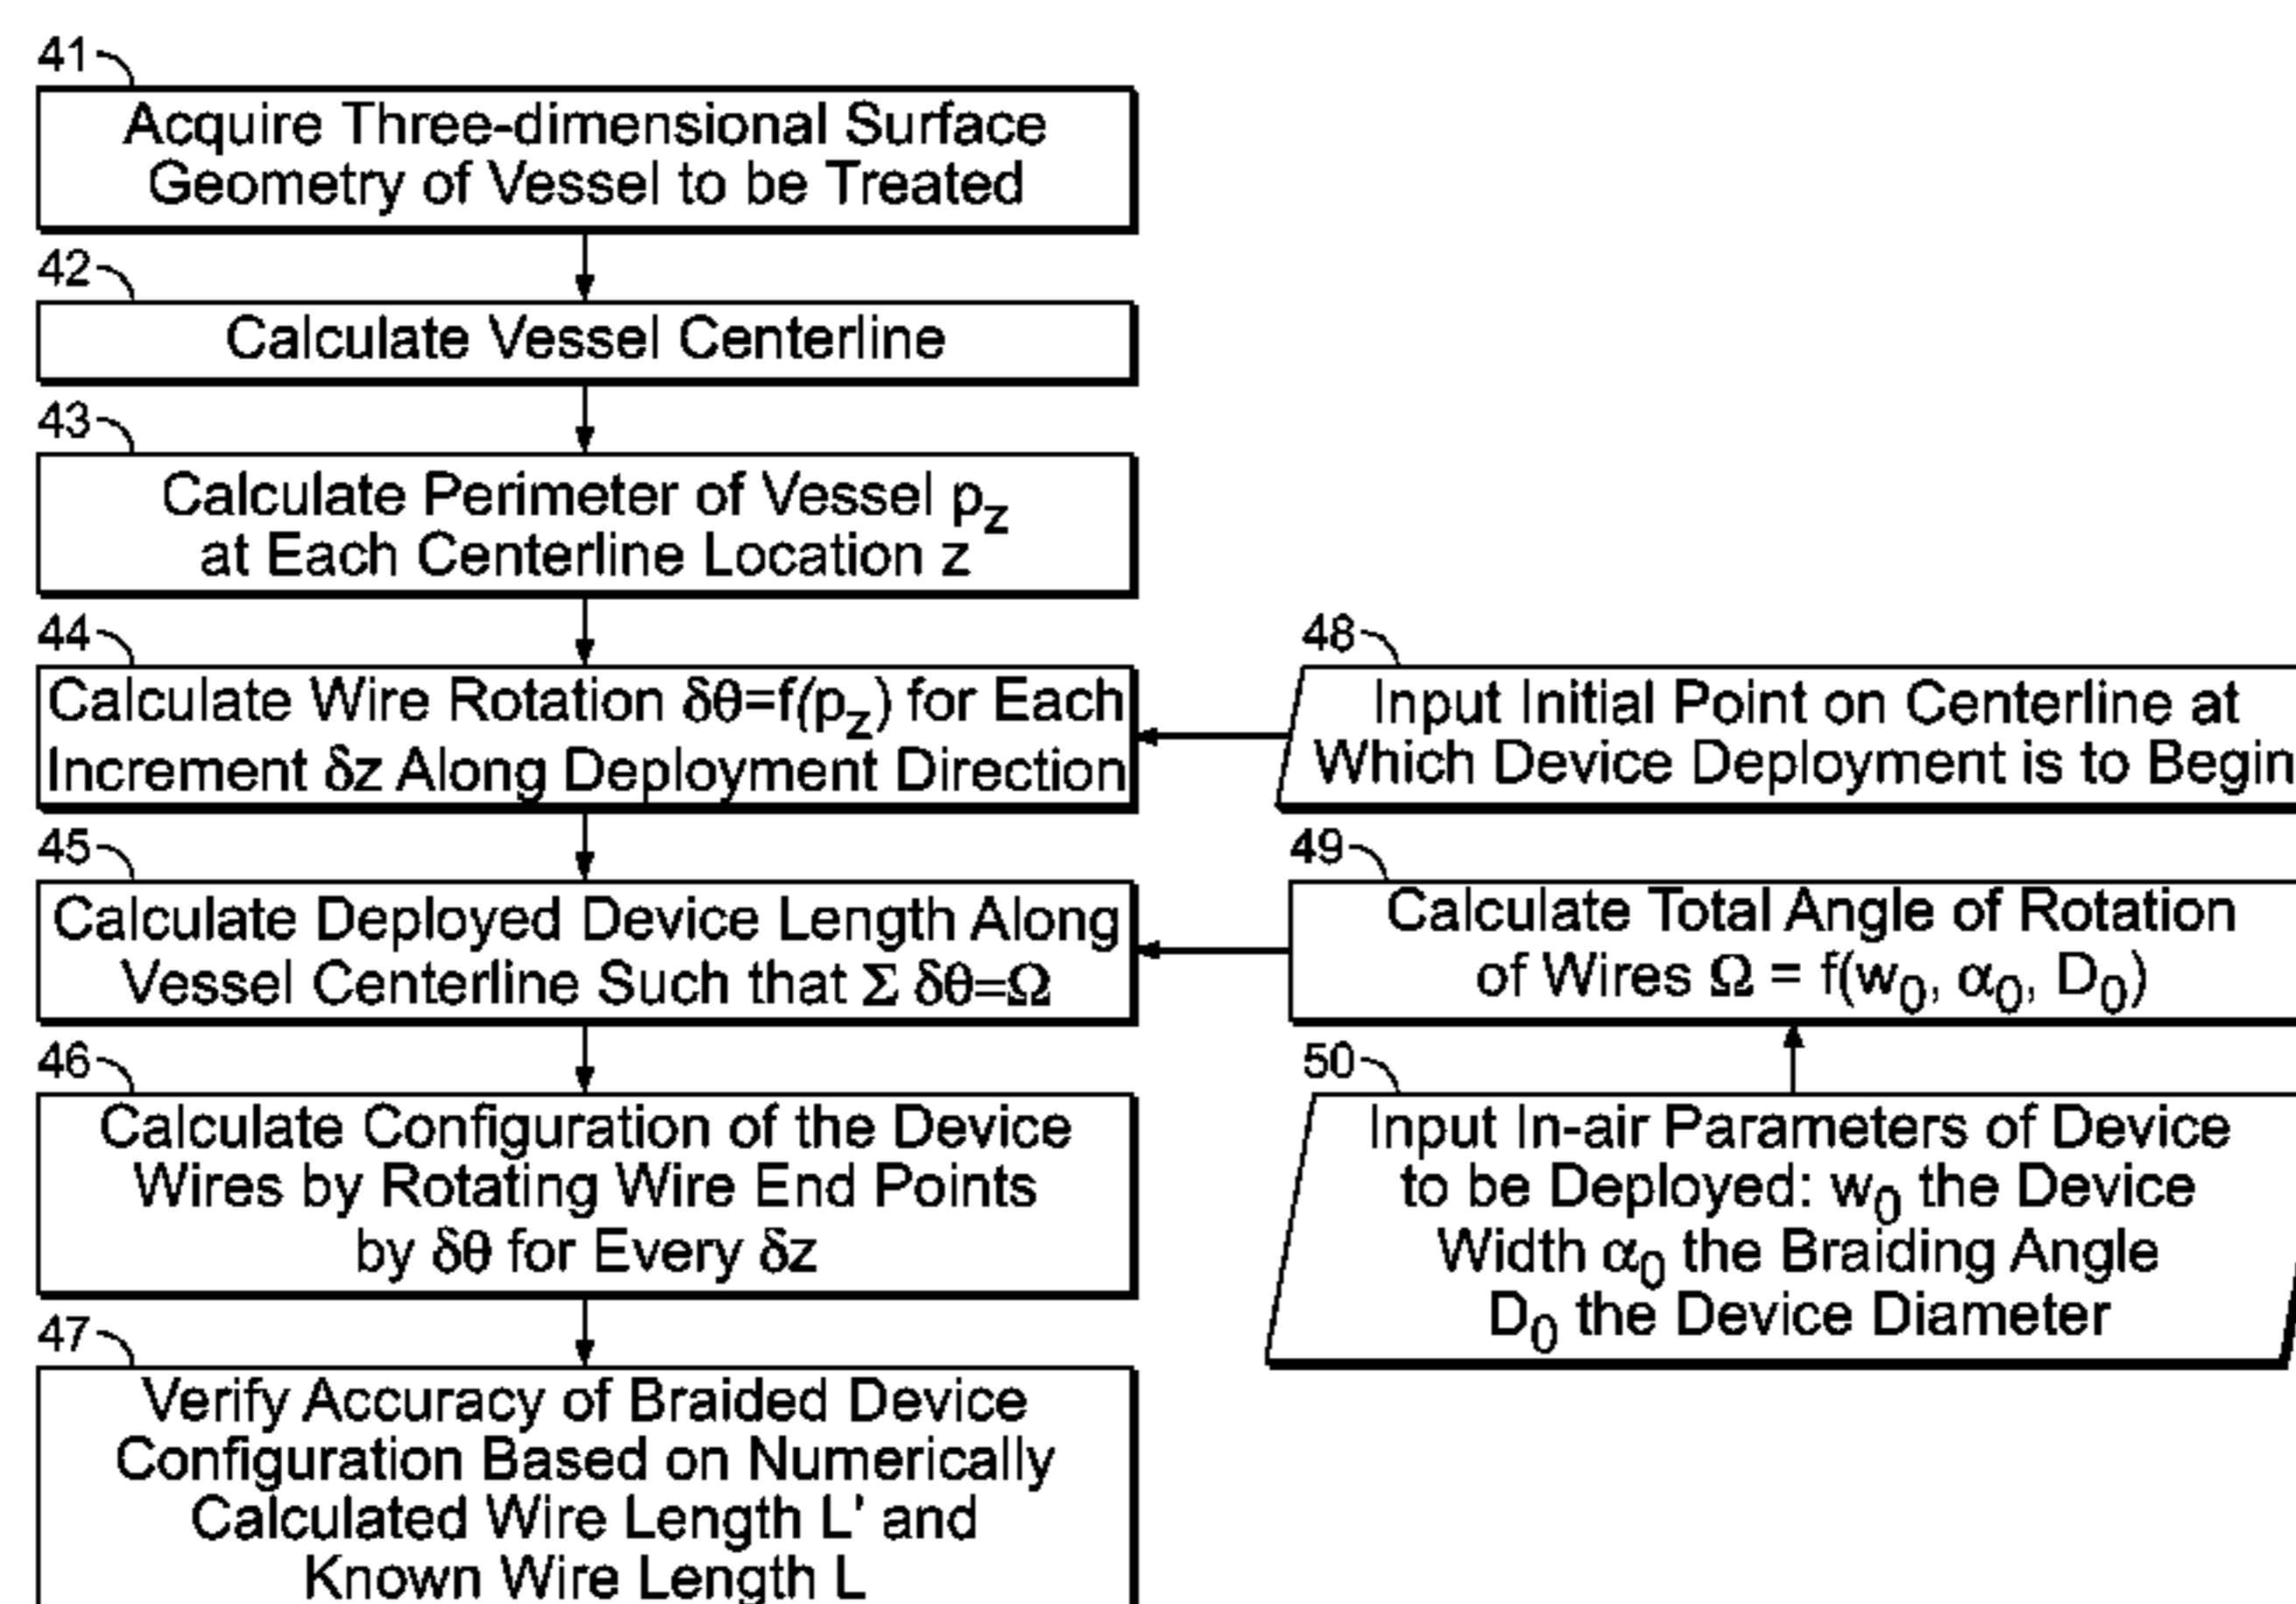 41
Acquire Three-dimensional Surface
Geometry of Vessel to be Treated
42
Calculate Vessel Centerline
43
Calculate Perimeter of Vessel p_z
at Each Centerline Location z
44
Calculate Wire Rotation δθ=f(p_z) for Each
Increment δz Along Deployment Direction
48
Input Initial Point on Centerline at
Which Device Deployment is to Begin
45
Calculate Deployed Device Length Along
Vessel Centerline Such that Σ δθ=Ω
49
Calculate Total Angle of Rotation
of Wires Ω = f(w₀, α₀, D₀)
46
Calculate Configuration of the Device
Wires by Rotating Wire End Points
by δθ for Every δz
50
Input In-air Parameters of Device
to be Deployed: w₀ the Device
Width α₀ the Braiding Angle
D₀ the Device Diameter
47
Verify Accuracy of Braided Device
Configuration Based on Numerically
Calculated Wire Length L' and
Known Wire Length L